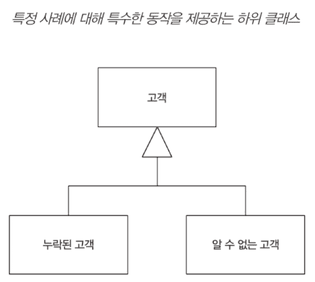 특정 사례에 대해 특수한 동작을 제공하는 하위 클래스
고객
누락된 고객
알 수 없는 고객